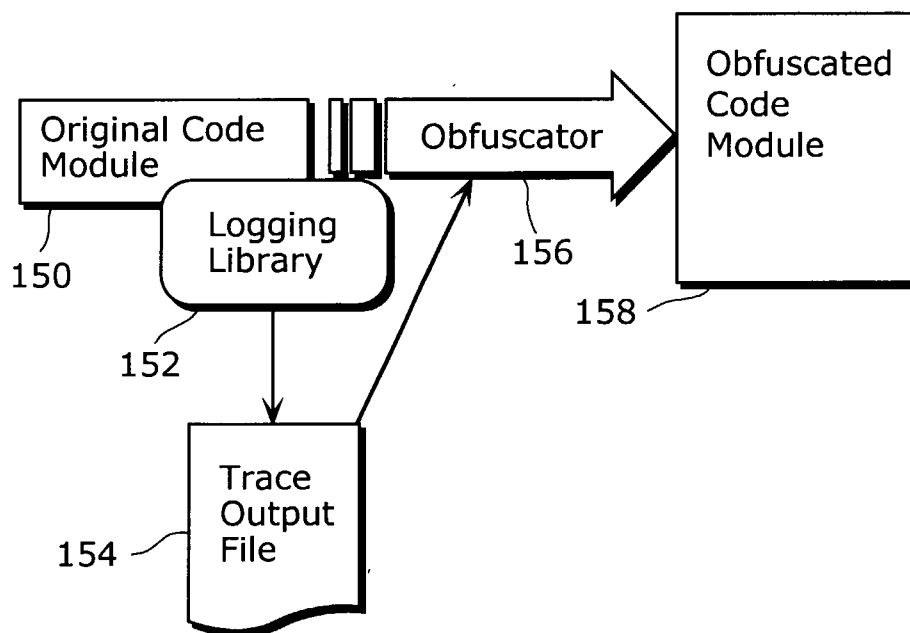 Original Code
Module
150
Logging
Library
152
Trace
Output
File
154
Obfuscator
156
Obfuscated
Code
Module
158